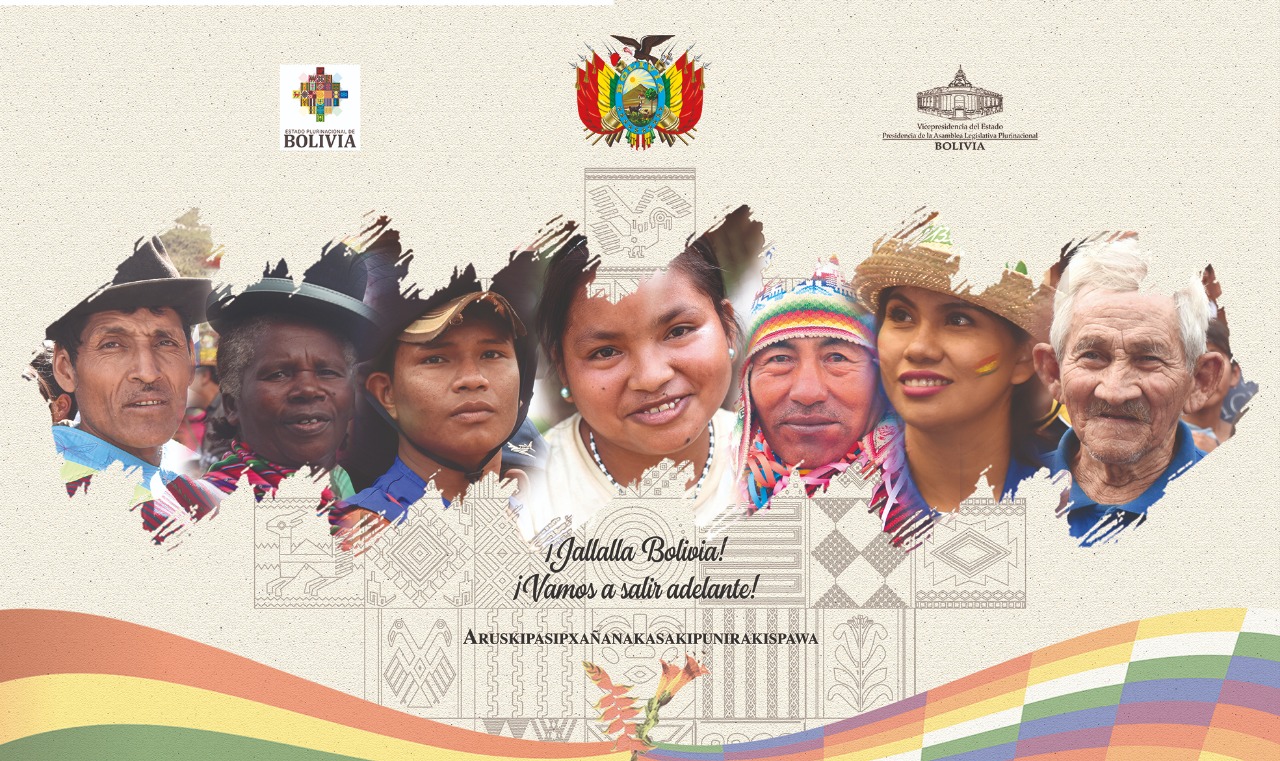 ESTADO PLURINACIONAL DE
BOLIVIA
Vicepresidencia del Estado
Presidencia de la Asamblea Legislativa Plurinacional
BOLIVIA
¡Jallalla Bolivia!
¡Vamos a salir adelante!
ARUSKIPASIPXAÑANAKASAKIPUNIRAKISPAWA